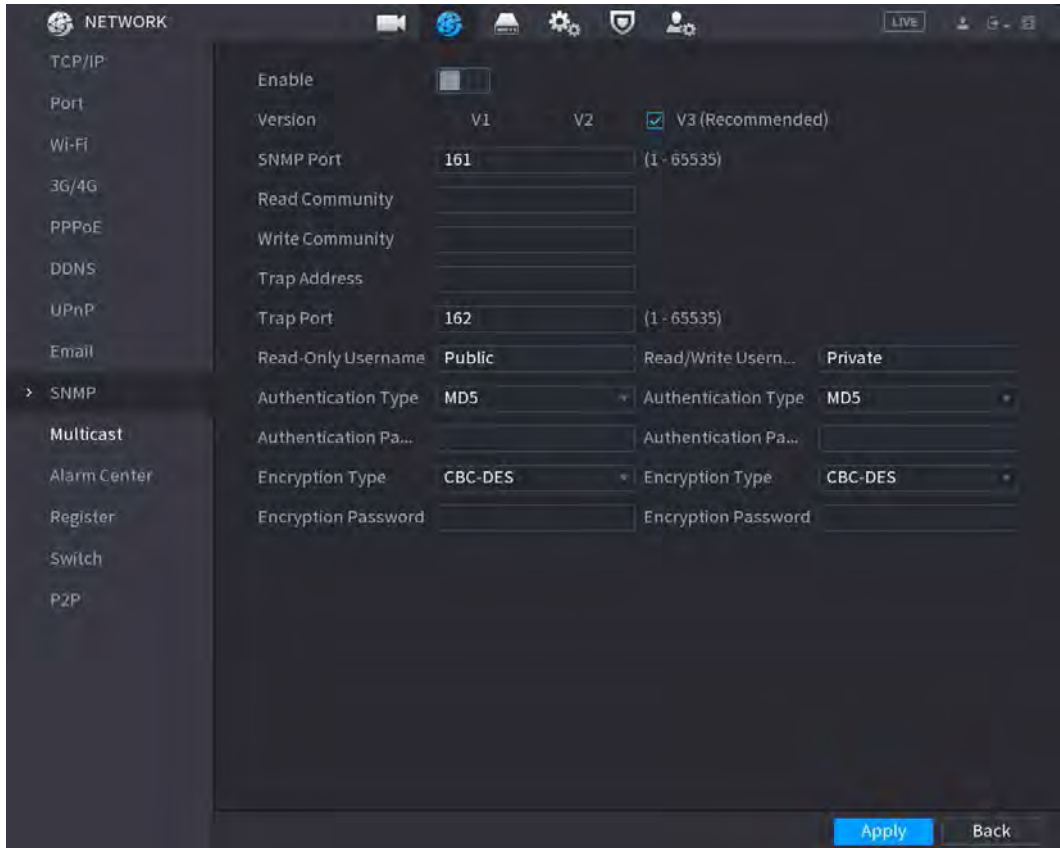 NETWORK
LIVE
TCP/IP
Port
Wi-Fi
3G/4G
PPPoE
DDNS
UPnP
Email
SNMP
Multicast
Alarm Center
Register
Switch
P2P
Enable
Version V1 V2 V3 (Recommended)
SNMP Port 161 (1 - 65535)
Read Community
Write Community
Trap Address
Trap Port 162 (1 - 65535)
Read-Only Username Public Read/Write Usern... Private
Authentication Type MD5 Authentication Type MD5
Authentication Pa... Authentication Pa...
Encryption Type CBC-DES Encryption Type CBC-DES
Encryption Password Encryption Password
Apply Back